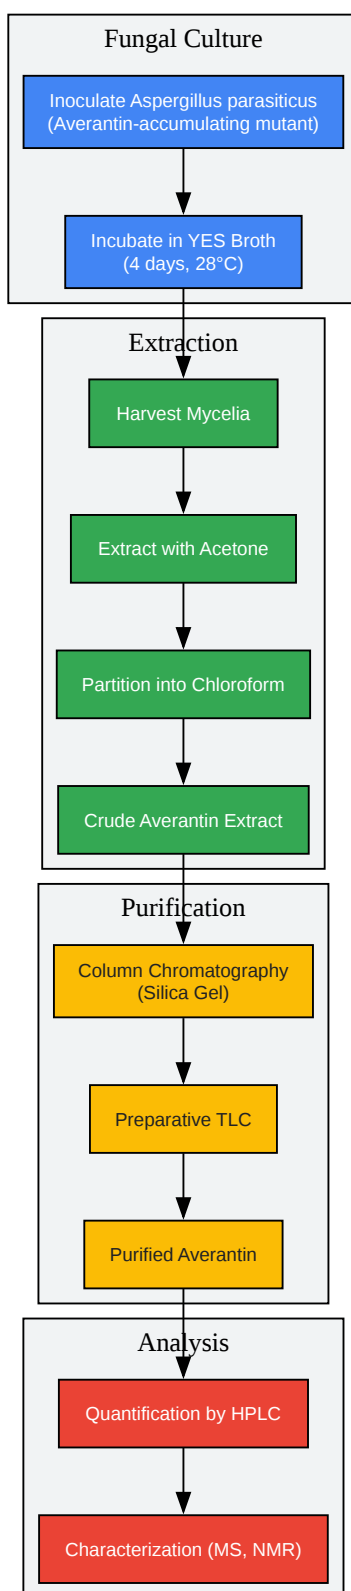 Fungal Culture
Inoculate Aspergillus parasiticus
(Averantin-accumulating mutant)
Incubate in YES Broth
(4 days, 28°C)
Extraction
Harvest Mycelia
Extract with Acetone
Partition into Chloroform
Crude Averantin Extract
Purification
Column Chromatography
(Silica Gel)
Preparative TLC
Purified Averantin
Analysis
Quantification by HPLC
Characterization (MS, NMR)